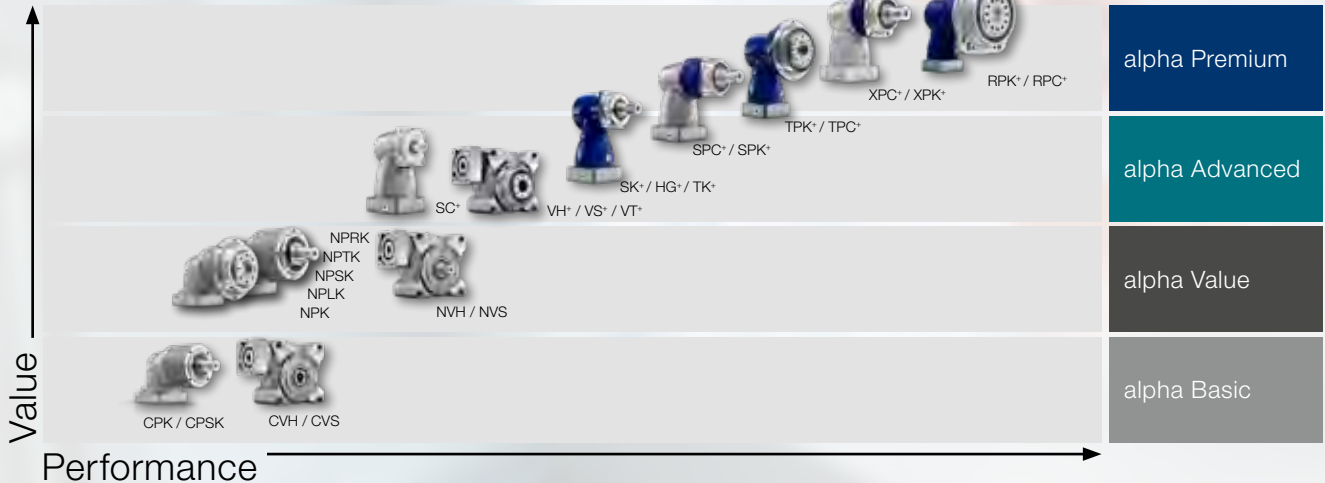 RPK⁺ / RPC⁺
XPC⁺ / XPK⁺
TPK⁺ / TPC⁺
alpha Premium
SPC⁺ / SPK⁺
SK⁺ / HG⁺ / TK⁺
SC⁺
VH⁺ / VS⁺ / VT⁺
alpha Advanced
NPRK
NPTK
NPSK
NPLK
NPK
NVH / NVS
alpha Value
CPK / CPSK
CVH / CVS
alpha Basic
Value
Performance